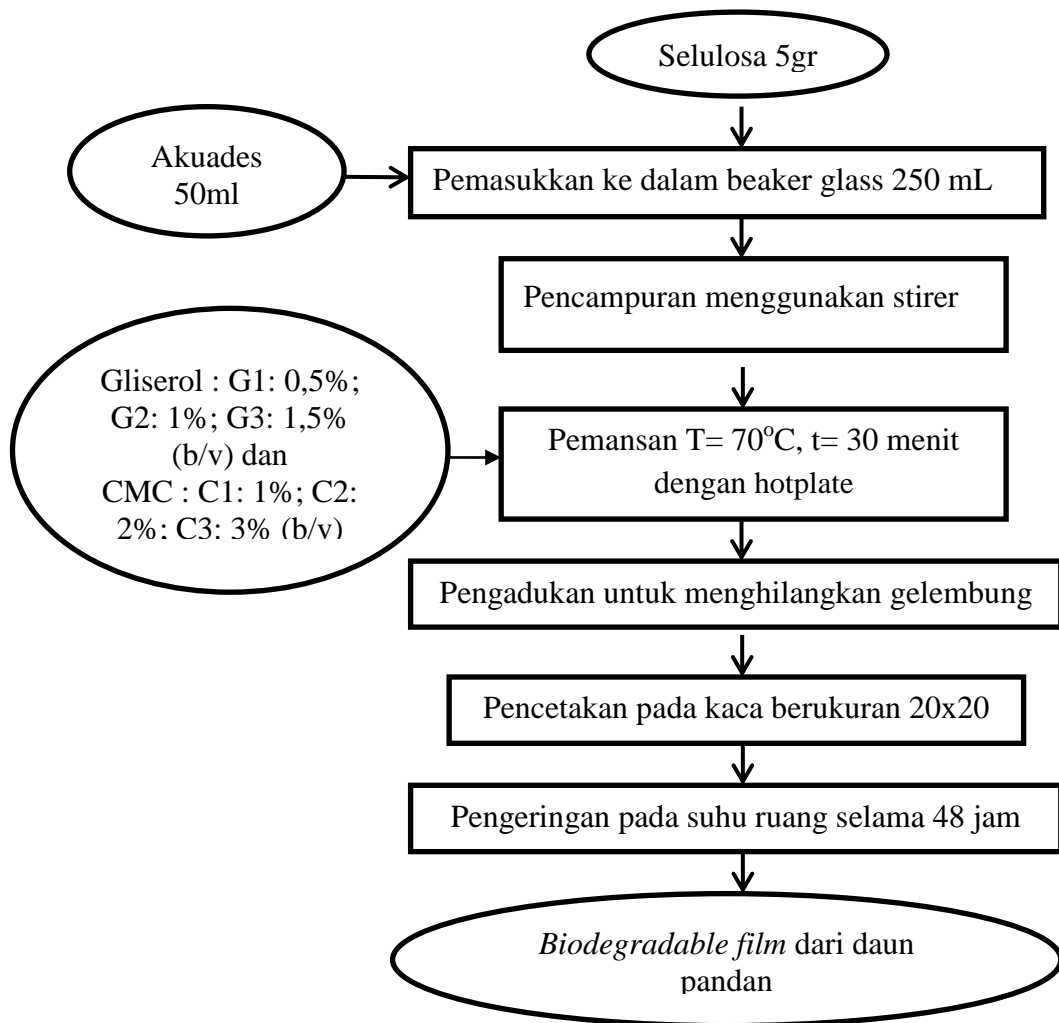 Selulosa 5gr
Akuades
50ml
Pemasukkan ke dalam beaker glass 250 mL
Pencampuran menggunakan stirer
Gliserol : G1: 0,5%;
G2: 1%; G3: 1,5%
(b/v) dan
CMC : C1: 1%; C2:
2%; C3: 3% (b/v)
Pemansan T= 70°C, t= 30 menit
dengan hotplate
Pengadukan untuk menghilangkan gelembung
Pencetakan pada kaca berukuran 20x20
Pengeringan pada suhu ruang selama 48 jam
Biodegradable film dari daun
pandan